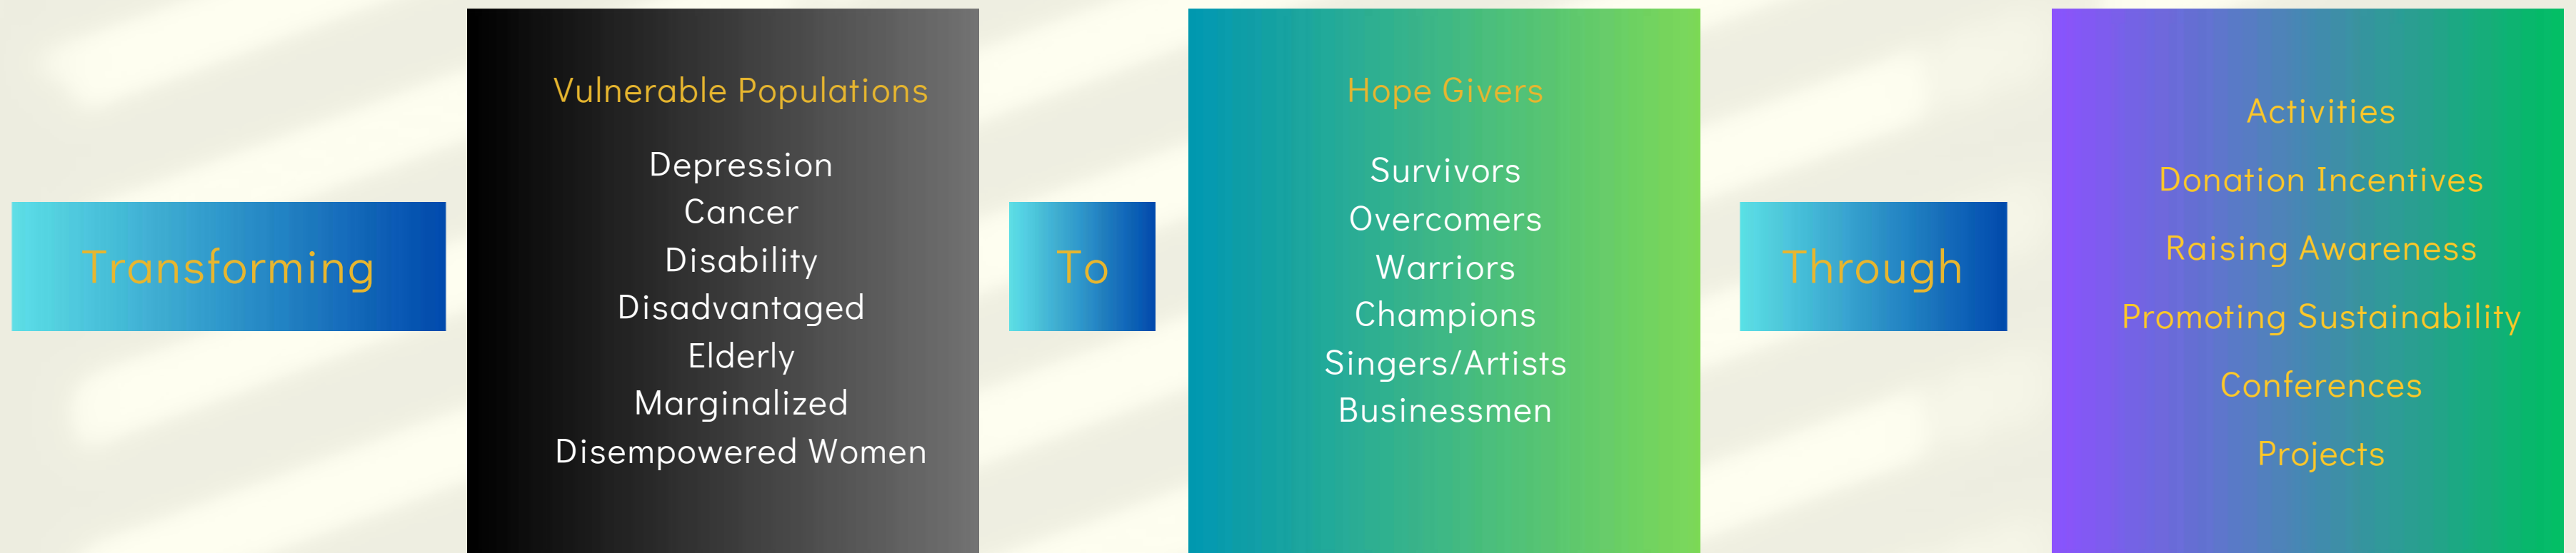 Transforming
Vulnerable Populations
Depression
Cancer
Disability
Disadvantaged
Elderly
Marginalized
Disempowered Women
To
Hope Givers
Survivors
Overcomers
Warriors
Champions
Singers/Artists
Businessmen
Through
Activities
Donation Incentives
Raising Awareness
Promoting Sustainability
Conferences
Projects